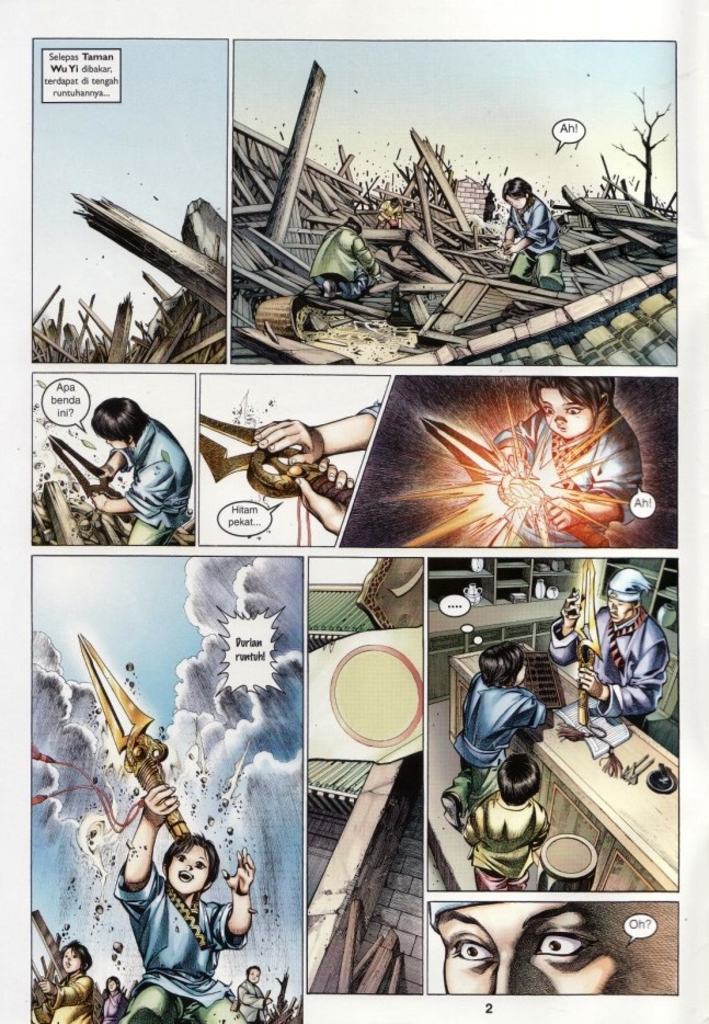 Selepas Taman
Wu Yi dibakar,
terdapat di tengah
runtuhannya...
Ah!
Apa
benda
ini?
Hitam
pekat...
Ah!
Durian
runtuh!
....
Oh?
2